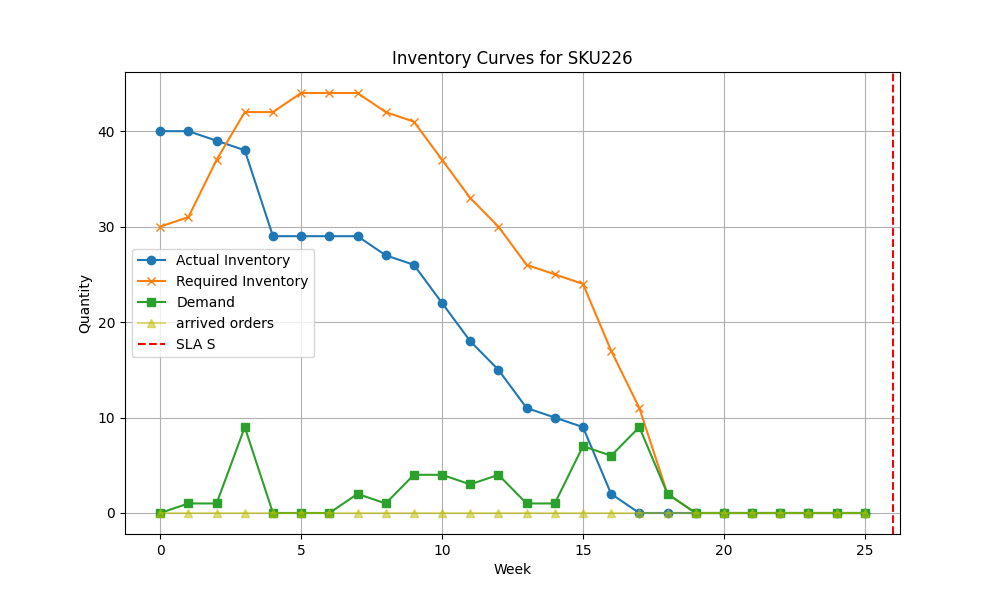 Inventory Curves for SKU226
Quantity
40
30
20
10
0
Actual Inventory
Required Inventory
Demand
arrived orders
SLA S
0 5 10 15 20 25
Week